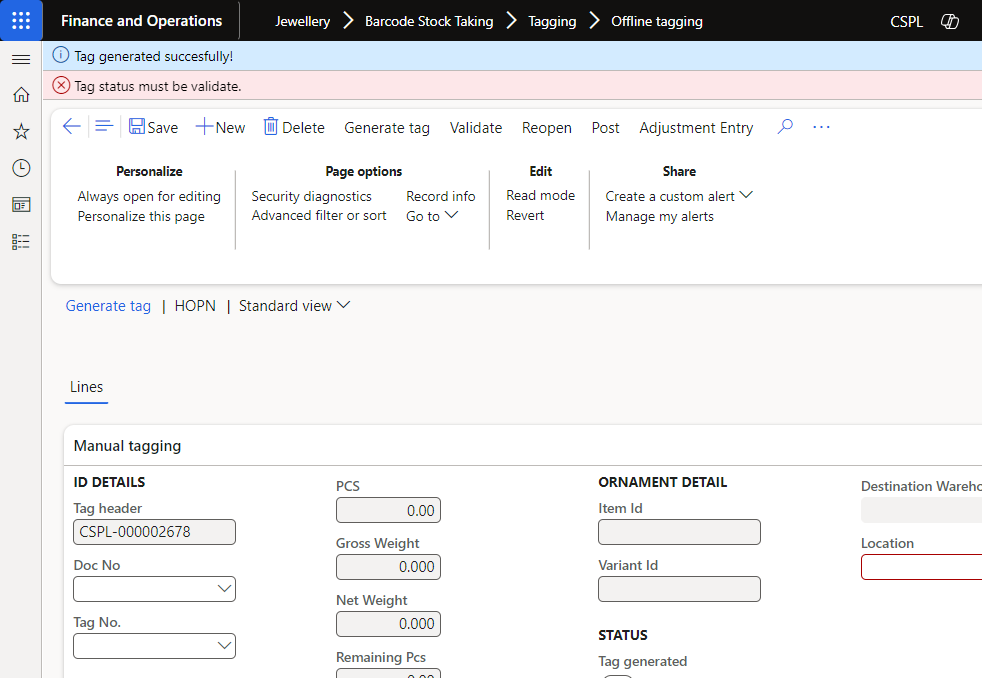 Finance and Operations
Jewellery > Barcode Stock Taking > Tagging > Offline tagging
CSPL
Tag generated succesfully!
Tag status must be validate.
Save New Delete Generate tag Validate Reopen Post Adjustment Entry ...
Personalize
Always open for editing
Personalize this page
Page options
Security diagnostics
Advanced filter or sort
Record info
Go to
Edit
Read mode
Revert
Share
Create a custom alert
Manage my alerts
Generate tag | HOPN | Standard view
Lines
Manual tagging
ID DETAILS
Tag header
CSPL-000002678
Doc No
Tag No.
PCS
0.00
Gross Weight
0.000
Net Weight
0.000
Remaining Pcs
0.00
ORNAMENT DETAIL
Item Id
Variant Id
STATUS
Tag generated
Destination
Location